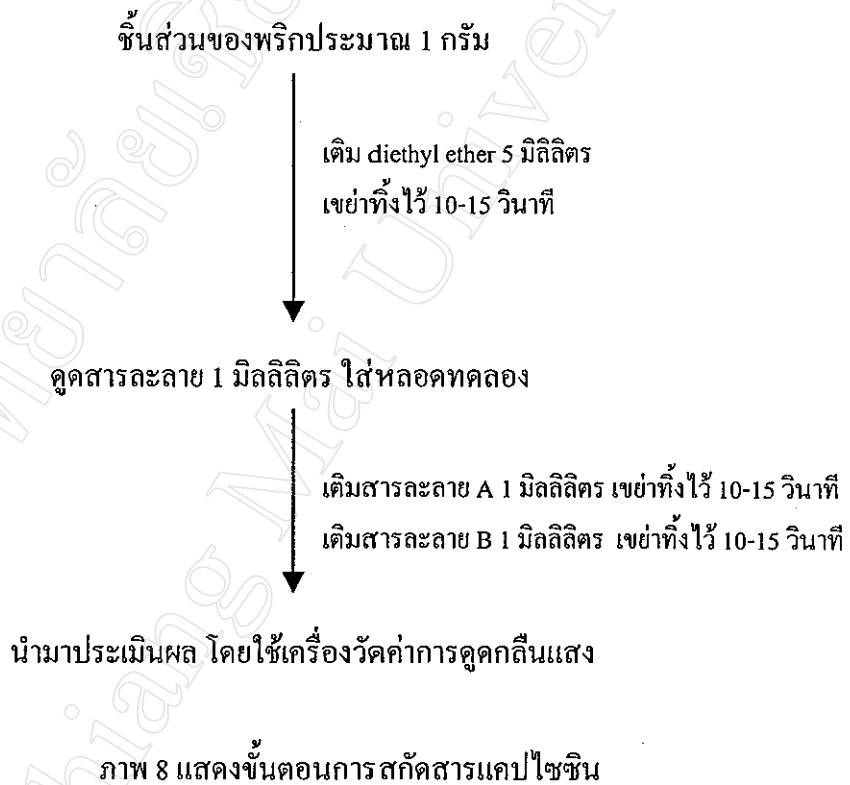 ชิ้นส่วนของพริกประมาณ 1 กรัม
เติม diethyl ether 5 มิลิลิตร
เขย่าทิ้งไว้ 10-15 วินาที
ดูดสารละลาย 1 มิลลิลิตร ใส่หลอดทดลอง
เติมสารละลาย A 1 มิลลิลิตร เขย่าทิ้งไว้ 10-15 วินาที
เติมสารละลาย B 1 มิลลิลิตร เขย่าทิ้งไว้ 10-15 วินาที
นำมาประเมินผล โดยใช้เครื่องวัดค่าการดูดกลืนแสง
ภาพ 8 แสดงขั้นตอนการสกัดสารแคปไซซิน